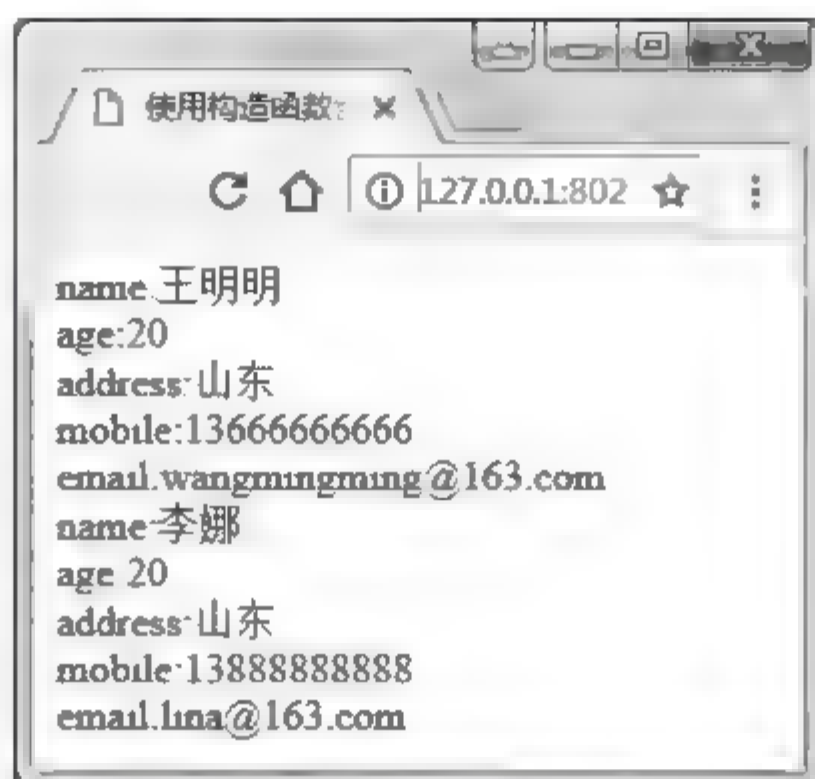 使用构造函数
127.0.0.1:802
name:王明明
age:20
address:山东
mobile:13666666666
email:wangmingming@163.com
name:李娜
age:20
address:山东
mobile:13888888888
email:lina@163.com